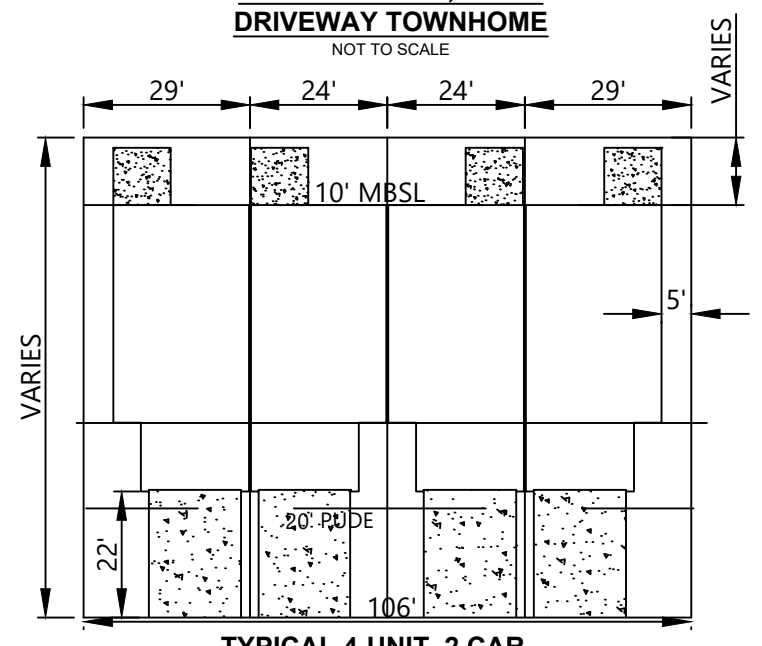 DRIVEWAY TOWNHOME
NOT TO SCALE
29' 24' 24' 29'
VARIES
10' MBSL
5'
VARIES
20' PUDE
22'
106'
TYPICAL 4 UNIT, 2 CAR